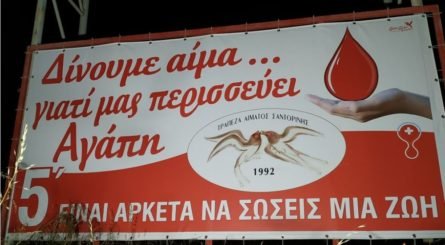 Δίνουμε αίμα ...
γιατί μας περισσεύει
Αγάπη
ΤΡΑΠΕΖΑ ΑΙΜΑΤΟΣ ΣΑΝΤΟΡΙΝΗΣ
1992
5' ΕΙΝΑΙ ΑΡΚΕΤΑ ΝΑ ΣΩΣΕΙΣ ΜΙΑ ΖΩΗ